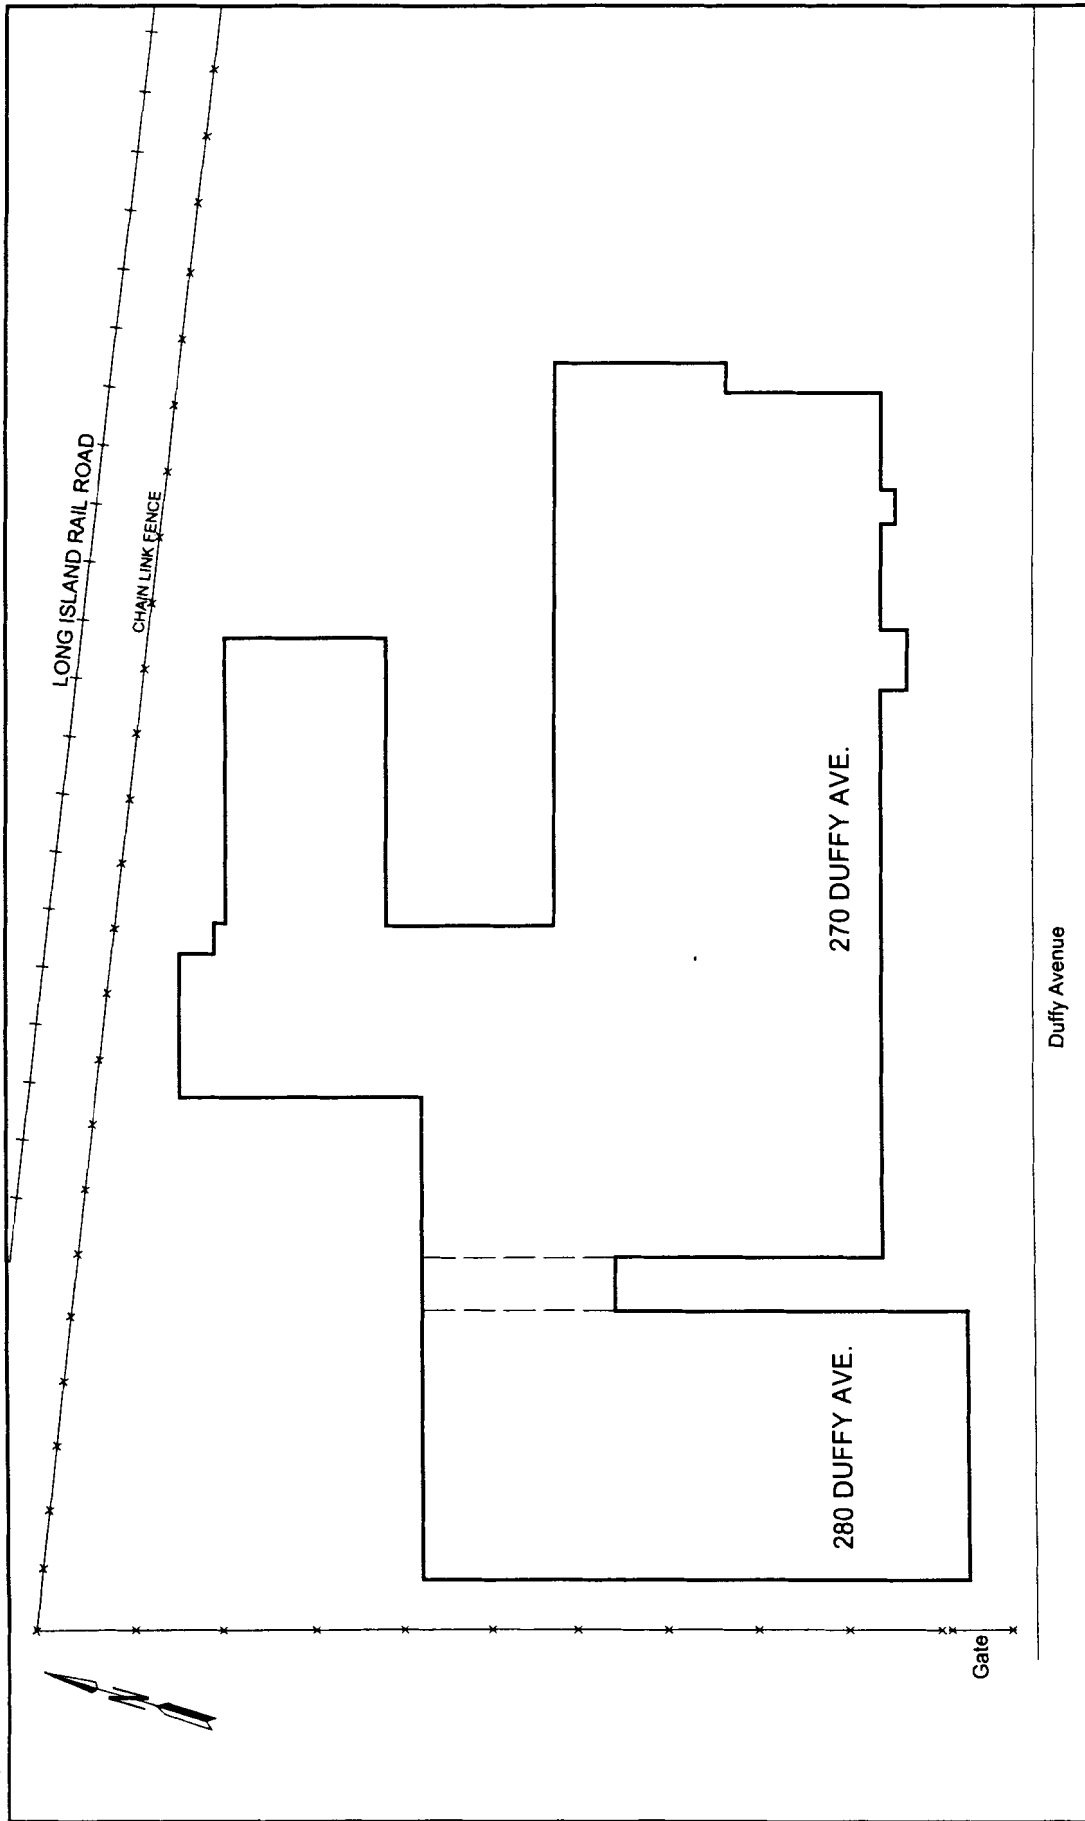 LONG ISLAND RAIL ROAD
CHAIN LINK FENCE
270 DUFFY AVE.
280 DUFFY AVE.
Duffy Avenue
Gate
N